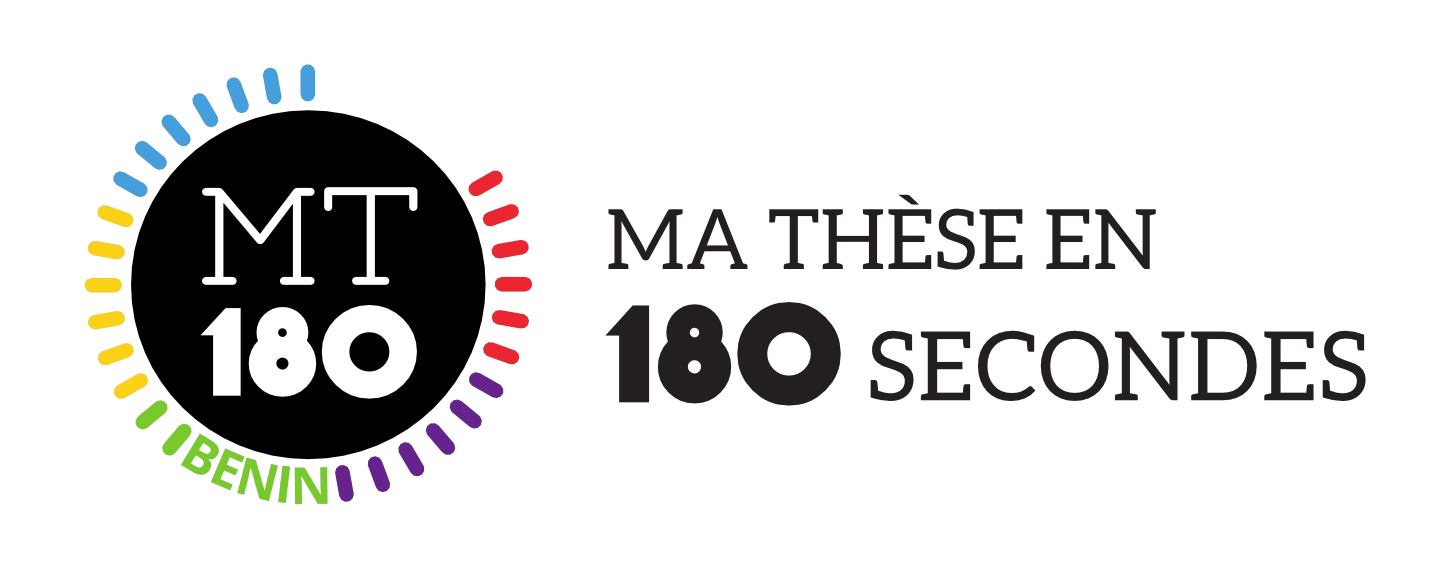 MT
180
BENIN
MA THÈSE EN
180 SECONDES